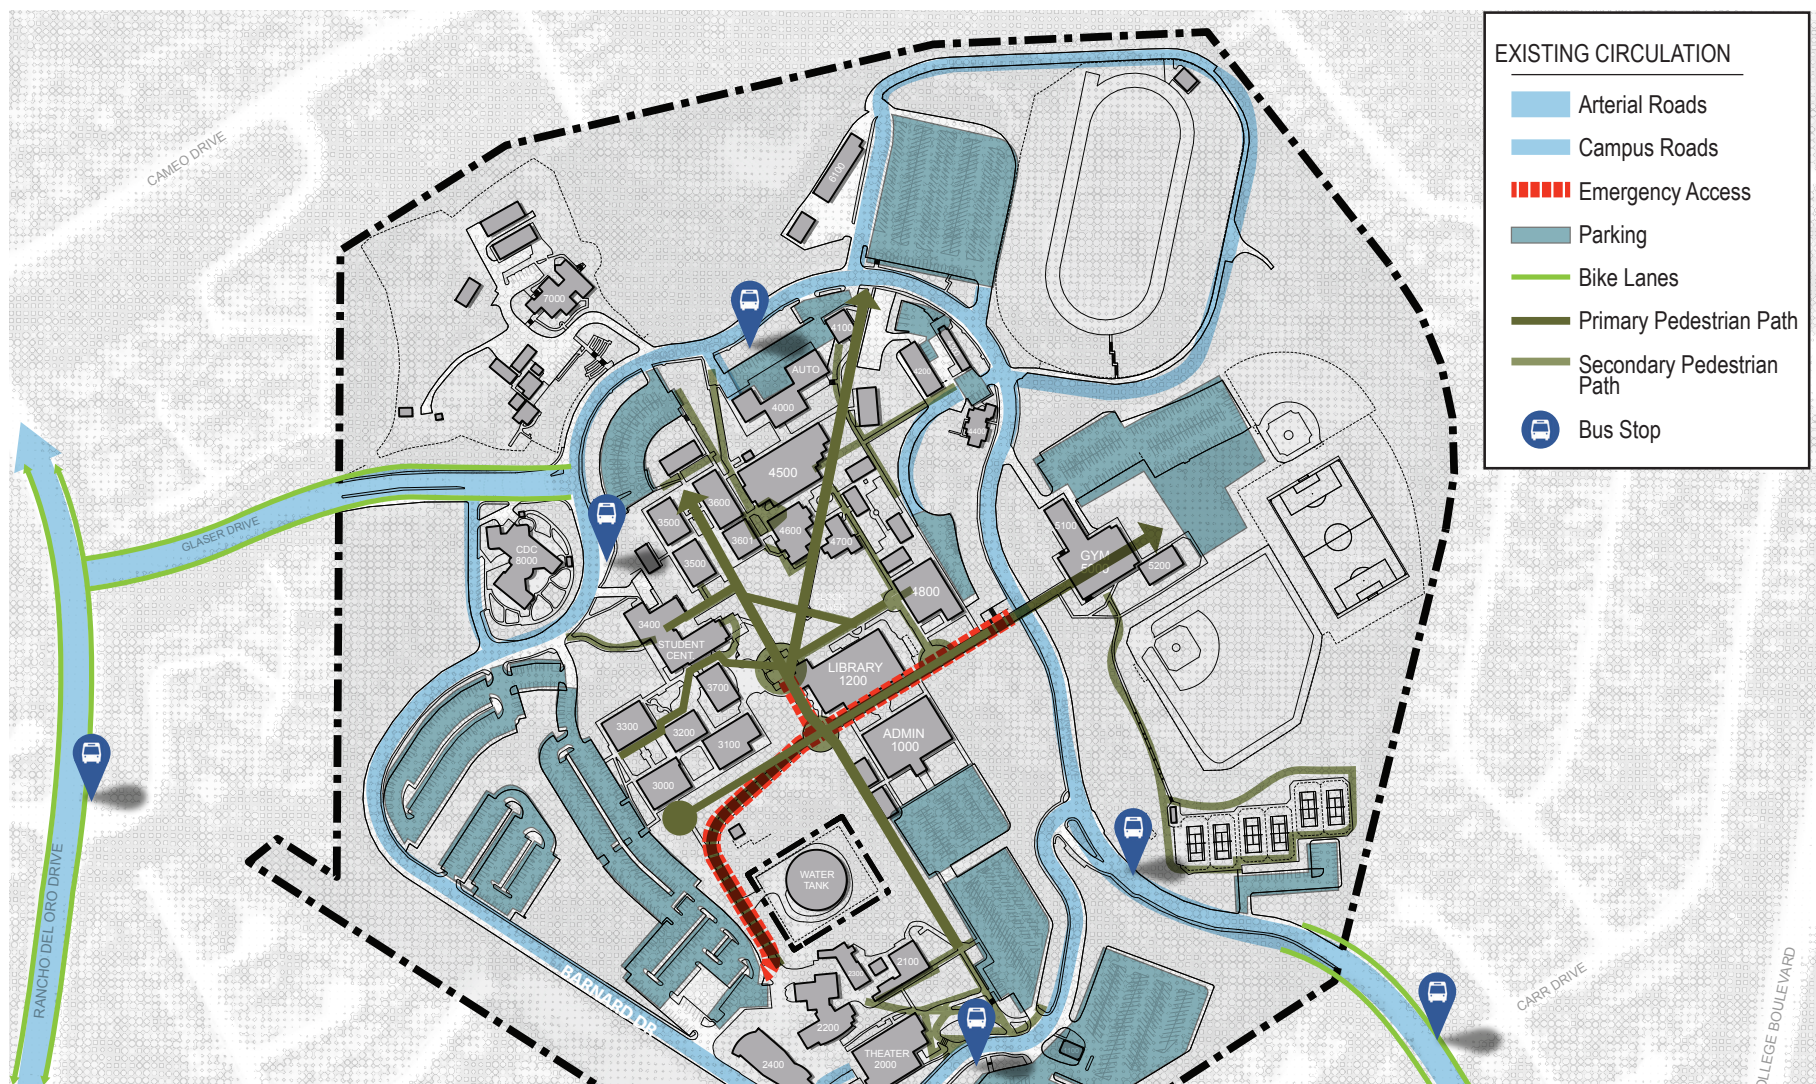 EXISTING CIRCULATION
Arterial Roads
Campus Roads
Emergency Access
Parking
Bike Lanes
Primary Pedestrian Path
Secondary Pedestrian
Path
Bus Stop
CAMEO DRIVE
7000
4100
AUTO
4000
4500
3600
3500
3601
4600
4700
3500
GLASER DRIVE
CDC
8000
5100
GYM
5200
4800
3400
STUDENT
CENT
LIBRARY
1200
3700
3300
3200
3100
ADMIN
1000
3000
WATER
TANK
RANCHO DEL ORO DRIVE
BARNARD DR.
2100
2200
2400
THEATER
2000
CARR DRIVE
LLEGE BOULEVARD